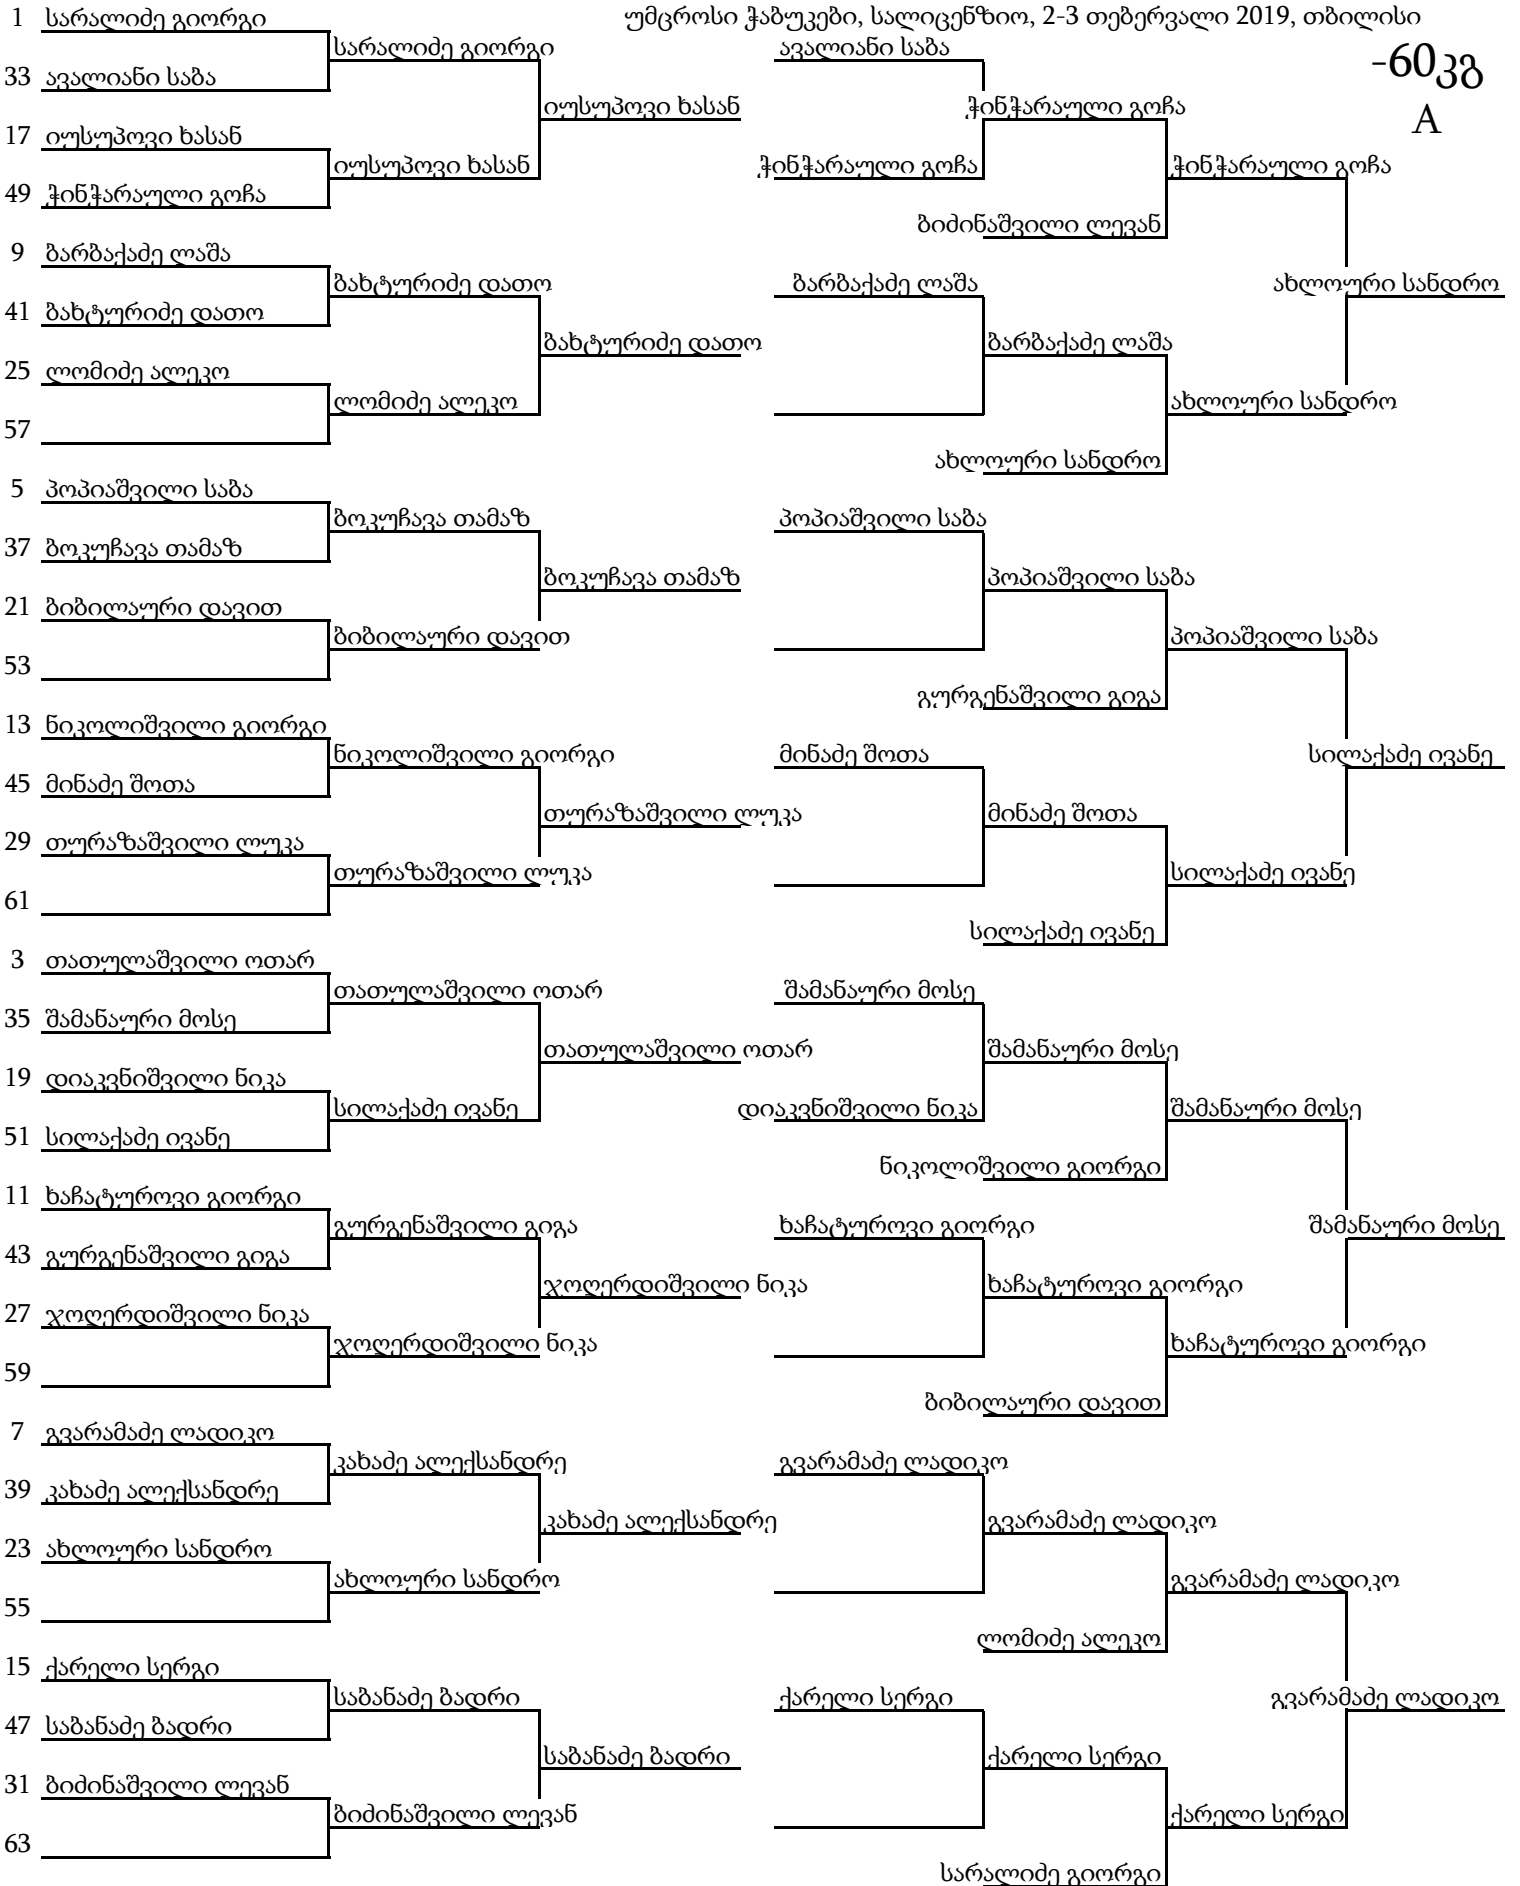 უმცროსი ჭაბუკები, სალიცენზიო, 2-3 თებერვალი 2019, თბილისი
-60კგ
A
1 სარალიძე გიორგი
33 ავალიანი საბა
17 იუსუპოვი ხასან
49 ჭინჭარაული გოჩა
9 ბარბაქაძე ლაშა
41 ბახტურიძე დათო
25 ლომიძე ალეკო
57
5 პოპიაშვილი საბა
37 ბოკუჩავა თამაზ
21 ბიბილაური დავით
53
13 ნიკოლიშვილი გიორგი
45 მინაძე შოთა
29 თურაზაშვილი ლუკა
61
3 თათულაშვილი ოთარ
35 შამანაური მოსე
19 დიაკვნიშვილი ნიკა
51 სილაქაძე ივანე
11 ხაჩატუროვი გიორგი
43 გურგენაშვილი გიგა
27 ჯოღერდიშვილი ნიკა
59
7 გვარამაძე ლადიკო
39 კახაძე ალექსანდრე
23 ახლოური სანდრო
55
15 ქარელი სერგი
47 საბანაძე ბადრი
31 ბიძინაშვილი ლევან
63
სარალიძე გიორგი
იუსუპოვი ხასან
ბახტურიძე დათო
ლომიძე ალეკო
ბოკუჩავა თამაზ
ბიბილაური დავით
ნიკოლიშვილი გიორგი
თურაზაშვილი ლუკა
თათულაშვილი ოთარ
სილაქაძე ივანე
გურგენაშვილი გიგა
ჯოღერდიშვილი ნიკა
კახაძე ალექსანდრე
ახლოური სანდრო
საბანაძე ბადრი
ბიძინაშვილი ლევან
იუსუპოვი ხასან
ბახტურიძე დათო
ბოკუჩავა თამაზ
თურაზაშვილი ლუკა
თათულაშვილი ოთარ
ჯოღერდიშვილი ნიკა
კახაძე ალექსანდრე
საბანაძე ბადრი
ავალიანი საბა
ჭინჭარაული გოჩა
ბარბაქაძე ლაშა
პოპიაშვილი საბა
მინაძე შოთა
შამანაური მოსე
დიაკვნიშვილი ნიკა
ხაჩატუროვი გიორგი
გვარამაძე ლადიკო
ქარელი სერგი
ჭინჭარაული გოჩა
ბიძინაშვილი ლევან
ბარბაქაძე ლაშა
ახლოური სანდრო
პოპიაშვილი საბა
გურგენაშვილი გიგა
მინაძე შოთა
სილაქაძე ივანე
შამანაური მოსე
ნიკოლიშვილი გიორგი
ხაჩატუროვი გიორგი
ბიბილაური დავით
გვარამაძე ლადიკო
ლომიძე ალეკო
ქარელი სერგი
სარალიძე გიორგი
ჭინჭარაული გოჩა
ახლოური სანდრო
პოპიაშვილი საბა
სილაქაძე ივანე
შამანაური მოსე
ხაჩატუროვი გიორგი
გვარამაძე ლადიკო
ქარელი სერგი
ახლოური სანდრო
სილაქაძე ივანე
შამანაური მოსე
გვარამაძე ლადიკო